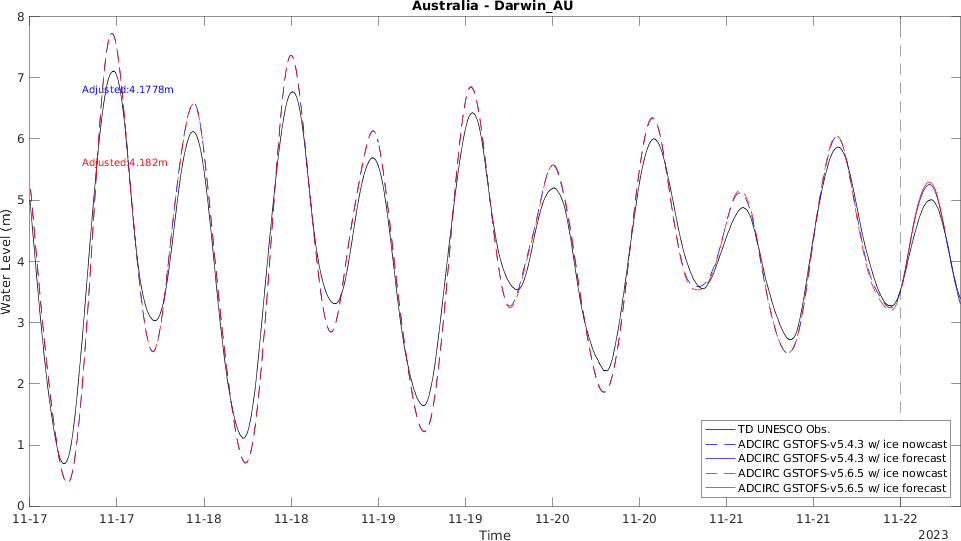 Australia - Darwin_AU
8
7
6
5
4
3
2
1
0
Water Level (m)
Adjusted:4.1778m
Adjusted:4.182m
TD UNESCO Obs.
ADCIRC GSTOFS-v5.4.3 w/ ice nowcast
ADCIRC GSTOFS-v5.4.3 w/ ice forecast
ADCIRC GSTOFS-v5.6.5 w/ ice nowcast
ADCIRC GSTOFS-v5.6.5 w/ ice forecast
11-17 11-17 11-18 11-18 11-19 11-19 11-20 11-20 11-21 11-21 11-22
Time
2023